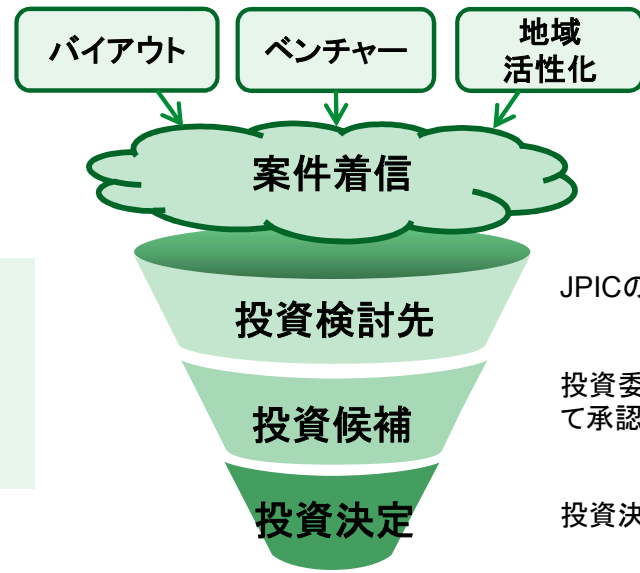 バイアウト
ベンチャー
地域
活性化
案件着信
投資検討先
JPICの
投資候補
投資委
て承認
投資決定
投資決